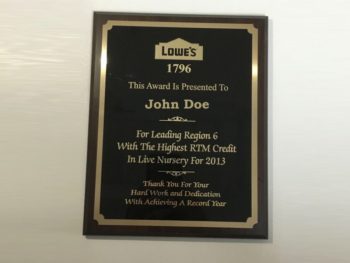 LOWE'S
1796
This Award Is Presented To
John Doe
For Leading Region 6
With The Highest RTM Credit
In Live Nursery For 2013
Thank You For Your
Hard Work and Dedication
With Achieving A Record Year